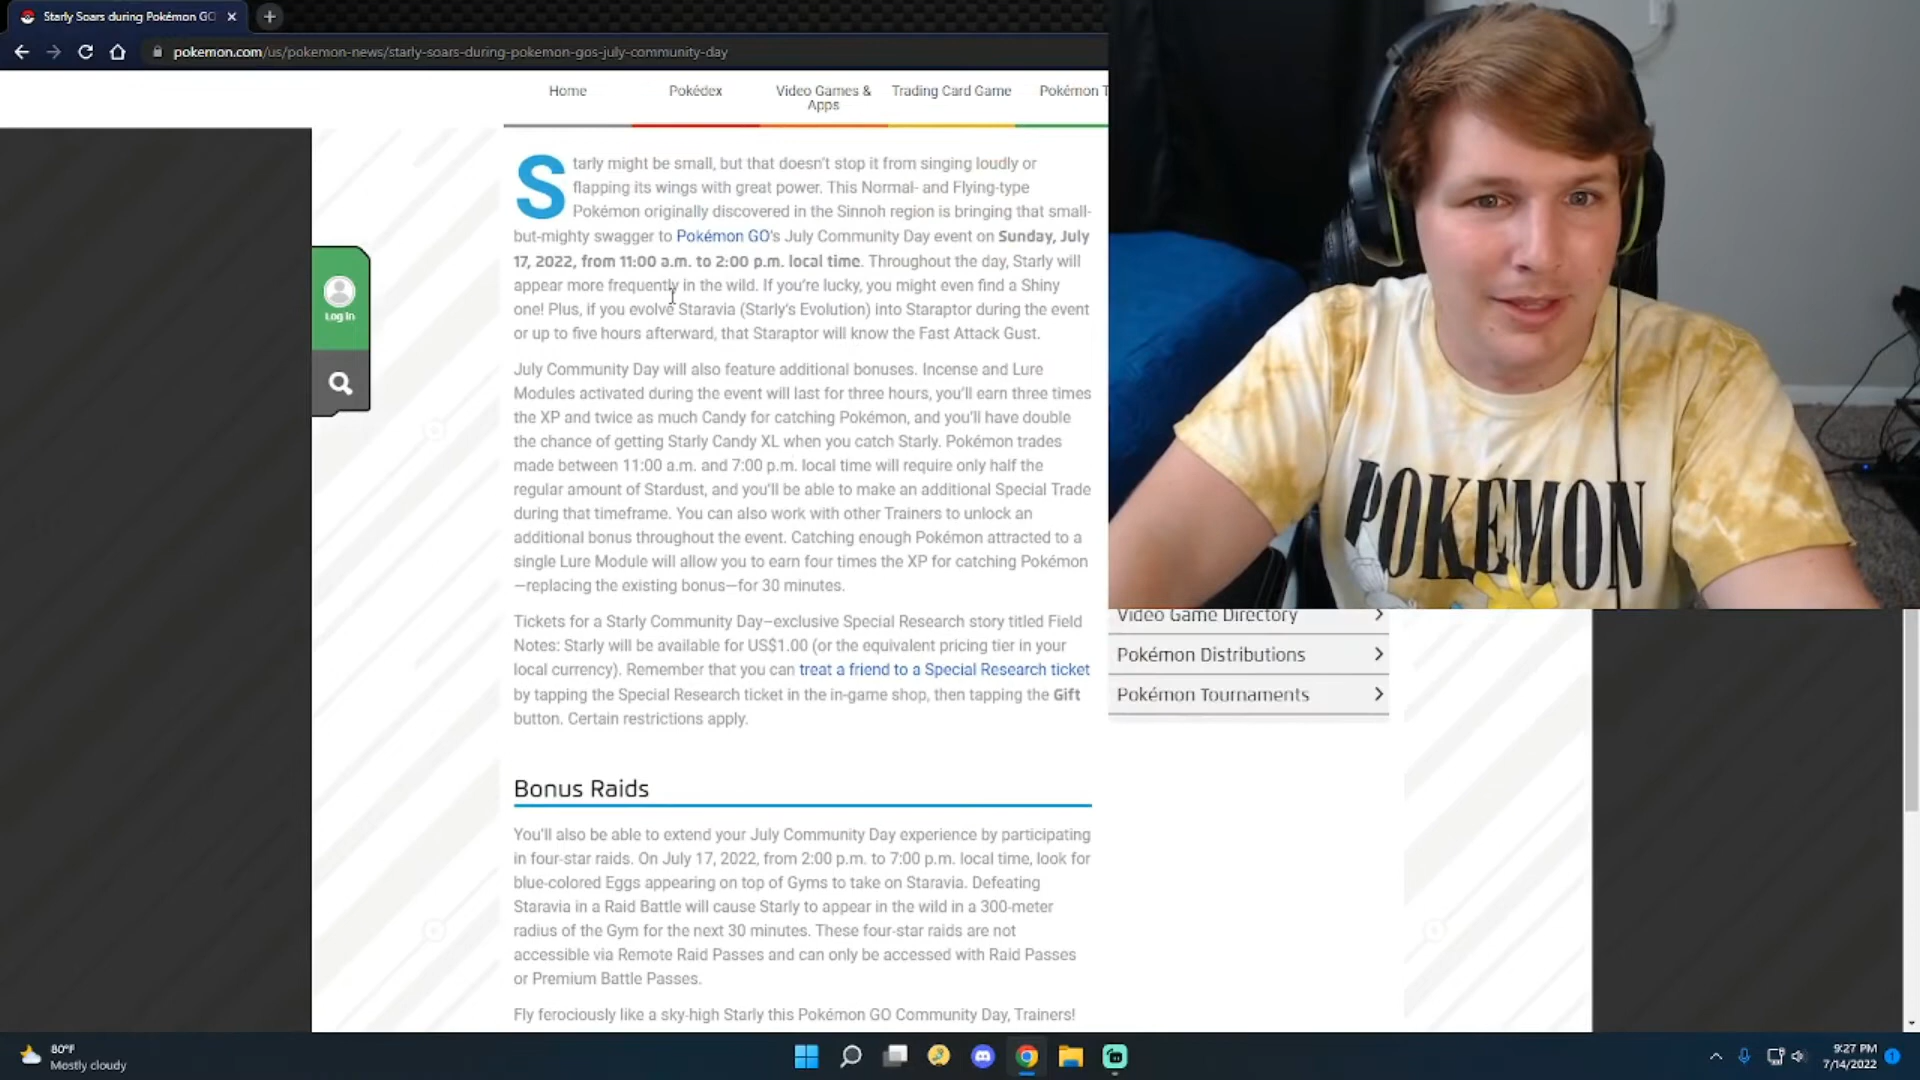 Starly Soars during Pokémon GO
pokemon.com/us/pokemon-news/starly-soars-during-pokemon-gos-july-community-day
Home
Pokédex
Video Games &
Apps
Trading Card Game
Pokémon T
Starly might be small, but that doesn't stop it from singing loudly or
flapping its wings with great power. This Normal- and Flying-type
Pokémon originally discovered in the Sinnoh region is bringing that small-
but-mighty swagger to Pokémon GO's July Community Day event on Sunday, July
17, 2022, from 11:00 a.m. to 2:00 p.m. local time. Throughout the day, Starly will
appear more frequently in the wild. If you're lucky, you might even find a Shiny
one! Plus, if you evolve Staravia (Starly's Evolution) into Staraptor during the event
or up to five hours afterward, that Staraptor will know the Fast Attack Gust.
Log In
July Community Day will also feature additional bonuses. Incense and Lure
Modules activated during the event will last for three hours, you'll earn three times
the XP and twice as much Candy for catching Pokémon, and you'll have double
the chance of getting Starly Candy XL when you catch Starly. Pokémon trades
made between 11:00 a.m. and 7:00 p.m. local time will require only half the
regular amount of Stardust, and you'll be able to make an additional Special Trade
during that timeframe. You can also work with other Trainers to unlock an
additional bonus throughout the event. Catching enough Pokémon attracted to a
single Lure Module will allow you to earn four times the XP for catching Pokémon
—replacing the existing bonus—for 30 minutes.
Tickets for a Starly Community Day–exclusive Special Research story titled Field
Notes: Starly will be available for US$1.00 (or the equivalent pricing tier in your
local currency). Remember that you can treat a friend to a Special Research ticket
by tapping the Special Research ticket in the in-game shop, then tapping the Gift
button. Certain restrictions apply.
Bonus Raids
You'll also be able to extend your July Community Day experience by participating
in four-star raids. On July 17, 2022, from 2:00 p.m. to 7:00 p.m. local time, look for
blue-colored Eggs appearing on top of Gyms to take on Staravia. Defeating
Staravia in a Raid Battle will cause Starly to appear in the wild in a 300-meter
radius of the Gym for the next 30 minutes. These four-star raids are not
accessible via Remote Raid Passes and can only be accessed with Raid Passes
or Premium Battle Passes.
Fly ferociously like a sky-high Starly this Pokémon GO Community Day, Trainers!
POKÉMON
Video Game Directory
Pokémon Distributions
Pokémon Tournaments
80°F
Mostly cloudy
9:27 PM
7/14/2022
1